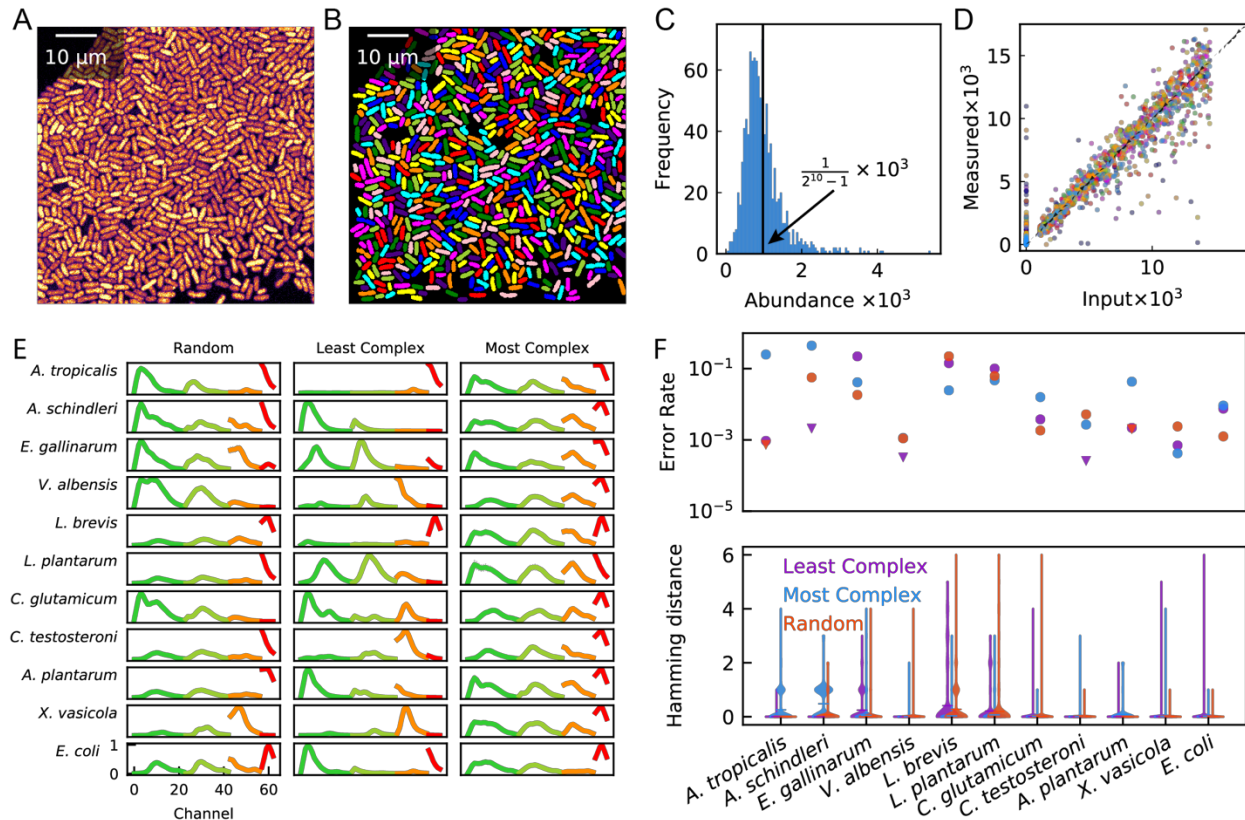 A
10 μm
B
10 μm
C
60
40
20
0
Frequency
0
2
4
Abundance ×10³
1
2¹⁰ − 1
× 10³
D
15
10
5
0
Measured×10³
0
10
Input×10³
E
Random
Least Complex
Most Complex
A. tropicalis
A. schindleri
E. gallinarum
V. albensis
L. brevis
L. plantarum
C. glutamicum
C. testosteroni
A. plantarum
X. vasicola
E. coli
1
0
0
20
40
60
Channel
F
Error Rate
10⁻¹
10⁻³
10⁻⁵
Hamming distance
6
4
2
0
Least Complex
Most Complex
Random
A. tropicalis
A. schindleri
E. gallinarum
V. albensis
L. brevis
L. plantarum
C. glutamicum
C. testosteroni
A. plantarum
X. vasicola
E. coli